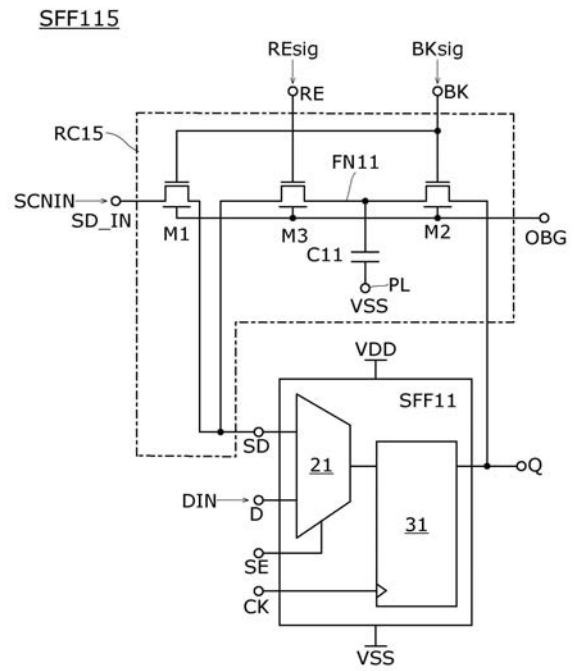 SFF115
REsig BKsig
RE BK
RC15
FN11
SCNIN
SD_IN M1 M3 M2 OBG
C11
PL
VSS
VDD
SFF11
SD
21
Q
DIN D
31
SE
CK
VSS